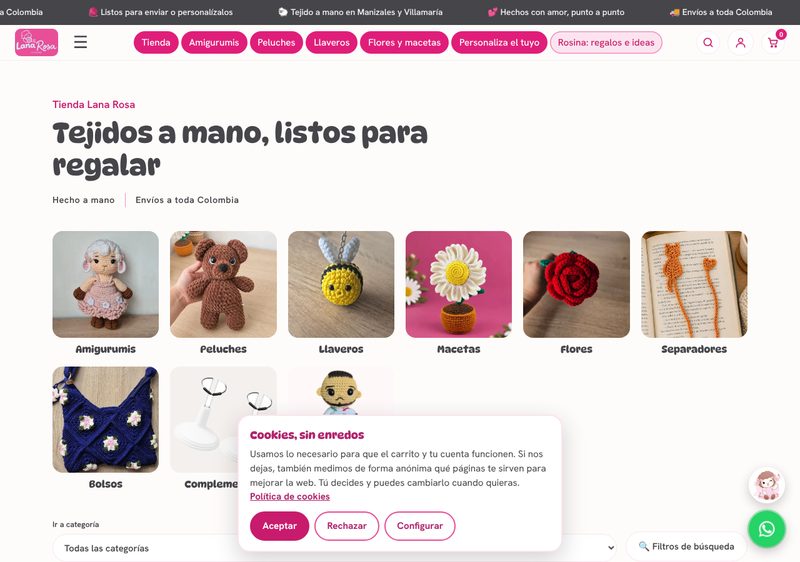 a Colombia
🧶 Listos para enviar o personalízalos
🐑 Tejido a mano en Manizales y Villamaría
💕 Hechos con amor, punto a punto
🚚 Envíos a toda Colombia
Lana Rosa
Tienda
Amigurumis
Peluches
Llaveros
Flores y macetas
Personaliza el tuyo
Rosina: regalos e ideas
0
Tienda Lana Rosa
Tejidos a mano, listos para
regalar
Hecho a mano
Envíos a toda Colombia
Amigurumis
Peluches
Llaveros
Macetas
Flores
Separadores
Bolsos
Compleme
Cookies, sin enredos
Usamos lo necesario para que el carrito y tu cuenta funcionen. Si nos
dejas, también medimos de forma anónima qué páginas te sirven para
mejorar la web. Tú decides y puedes cambiarlo cuando quieras.
Política de cookies
Aceptar
Rechazar
Configurar
Ir a categoría
Todas las categorías
🔍 Filtros de búsqueda